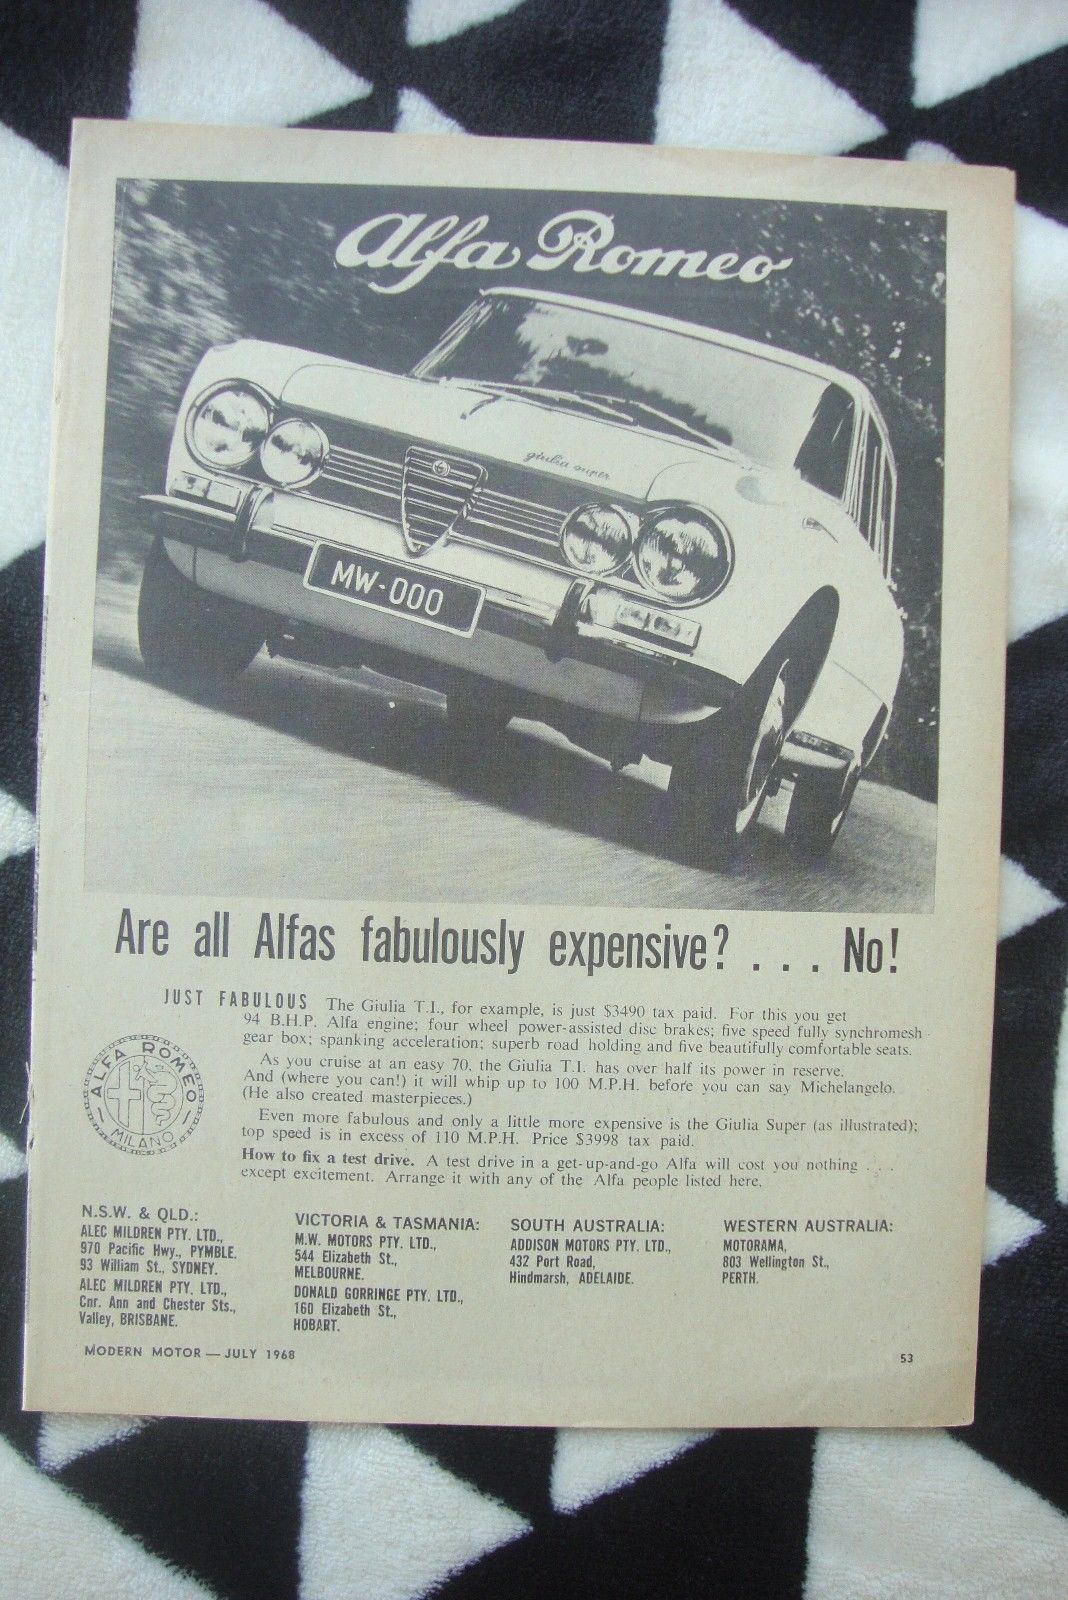 Alfa Romeo
giulia super
MW-000
Are all Alfas fabulously expensive? . . . No!
JUST FABULOUS The Giulia T.I., for example, is just $3490 tax paid. For this you get
94 B.H.P. Alfa engine; four wheel power-assisted disc brakes; five speed fully synchromesh
gear box; spanking acceleration; superb road holding and five beautifully comfortable seats.
As you cruise at an easy 70, the Giulia T.I. has over half its power in reserve.
And (where you can!) it will whip up to 100 M.P.H. before you can say Michelangelo.
(He also created masterpieces.)
Even more fabulous and only a little more expensive is the Giulia Super (as illustrated);
top speed is in excess of 110 M.P.H. Price $3998 tax paid.
How to fix a test drive. A test drive in a get-up-and-go Alfa will cost you nothing . . .
except excitement. Arrange it with any of the Alfa people listed here.
ALFA ROMEO
MILANO
N.S.W. & QLD.:
ALEC MILDREN PTY. LTD.,
970 Pacific Hwy., PYMBLE.
93 William St., SYDNEY.
ALEC MILDREN PTY. LTD.,
Cnr. Ann and Chester Sts.,
Valley, BRISBANE.
VICTORIA & TASMANIA:
M.W. MOTORS PTY. LTD.,
544 Elizabeth St.,
MELBOURNE.
DONALD GORRINGE PTY. LTD.,
160 Elizabeth St.,
HOBART.
SOUTH AUSTRALIA:
ADDISON MOTORS PTY. LTD.,
432 Port Road,
Hindmarsh, ADELAIDE.
WESTERN AUSTRALIA:
MOTORAMA,
803 Wellington St.,
PERTH.
MODERN MOTOR — JULY 1968
53